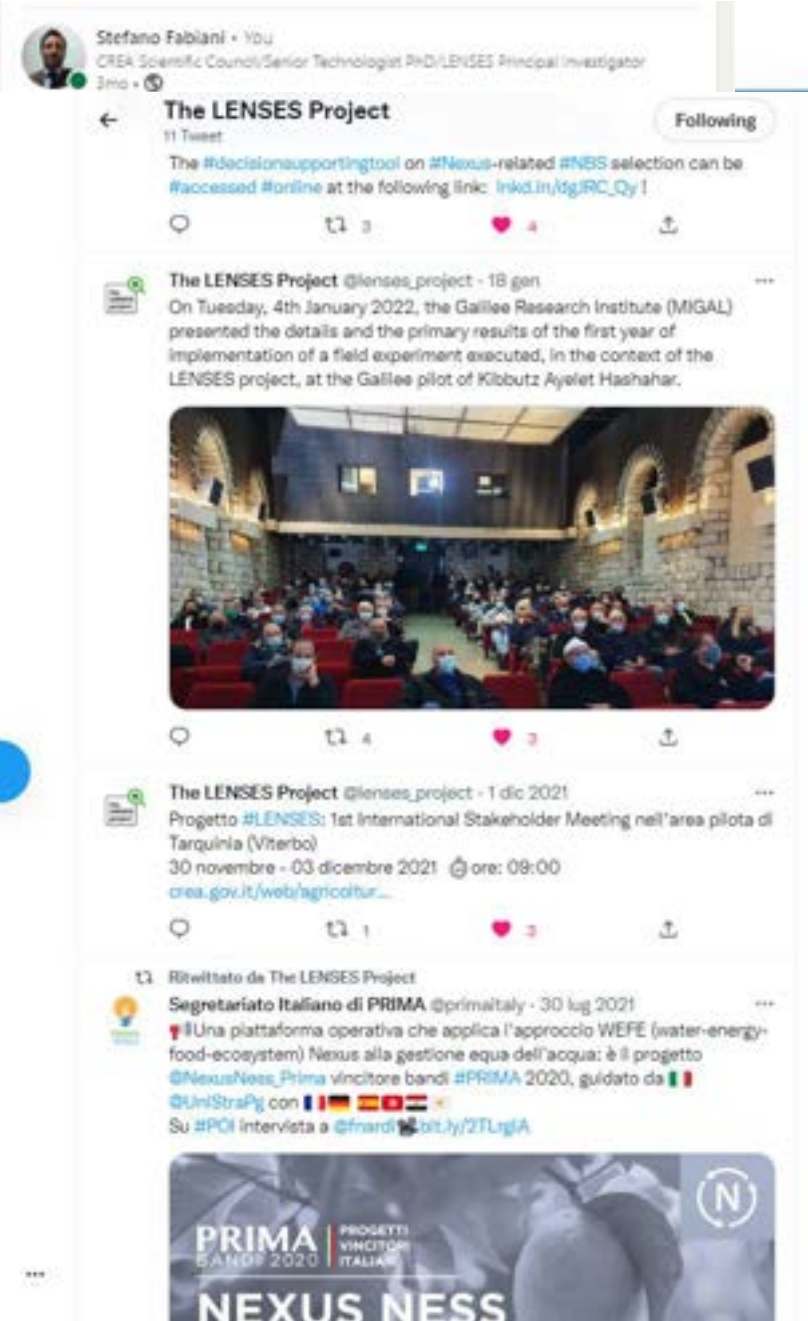 Stefano Fabiani • You
CREA Scientific Council/Senior Technologist PhD/LENSES Principal Investigator
3mo •
The LENSES Project
11 Tweet
Following
The #decisionsupportingtool on #Nexus-related #NBS selection can be
#accessed #online at the following link: lnkd.in/dgJRC_Qy !
3 4
The LENSES Project @lenses_project · 18 gen
On Tuesday, 4th January 2022, the Galilee Research Institute (MIGAL)
presented the details and the primary results of the first year of
implementation of a field experiment executed, in the context of the
LENSES project, at the Galilee pilot of Kibbutz Ayelet Hashahar.
4 3
The LENSES Project @lenses_project · 1 dic 2021
Progetto #LENSES: 1st International Stakeholder Meeting nell'area pilota di
Tarquinia (Viterbo)
30 novembre - 03 dicembre 2021 ore: 09:00
crea.gov.it/web/agricoltur...
1 3
Ritwittato da The LENSES Project
Segretariato Italiano di PRIMA @primaitaly · 30 lug 2021
Una piattaforma operativa che applica l'approccio WEFE (water-energy-
food-ecosystem) Nexus alla gestione equa dell'acqua: è il progetto
@NexusNess_Prima vincitore bandi #PRIMA 2020, guidato da
@UniStraPg con
Su #POI intervista a @fnardi bit.ly/2TLrgIA
PRIMA
BANDI 2020
PROGETTI
VINCITORI
ITALIANI
N
NEXUS NESS